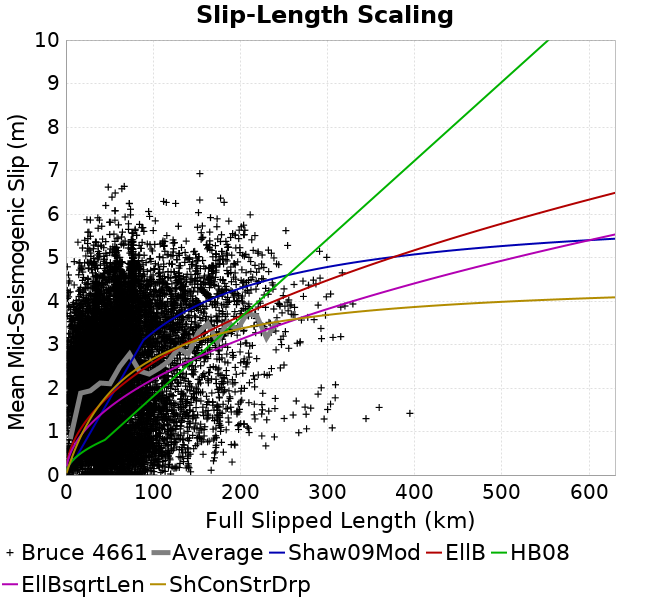 Slip-Length Scaling
Mean Mid-Seismogenic Slip (m)
10
9
8
7
6
5
4
3
2
1
0
0 100 200 300 400 500 600
Full Slipped Length (km)
Bruce 4661 Average Shaw09Mod EllB HB08
EllBsqrtLen ShConStrDrp